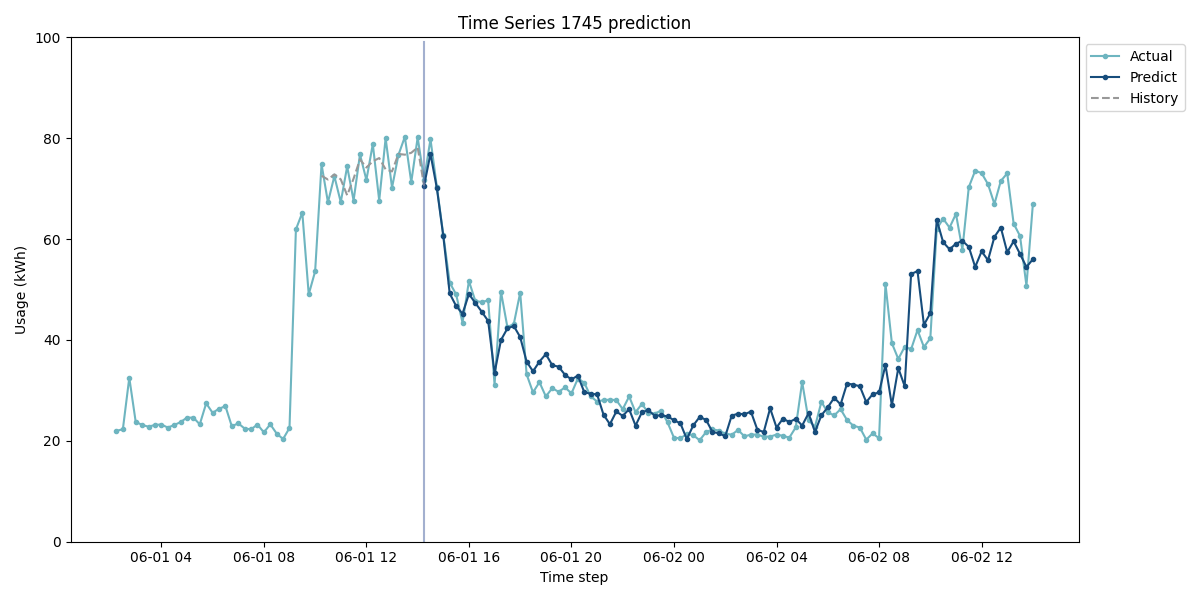 Time Series 1745 prediction
Actual
Predict
History
Usage (kWh)
100
80
60
40
20
0
06-01 04
06-01 08
06-01 12
06-01 16
06-01 20
06-02 00
06-02 04
06-02 08
06-02 12
Time step